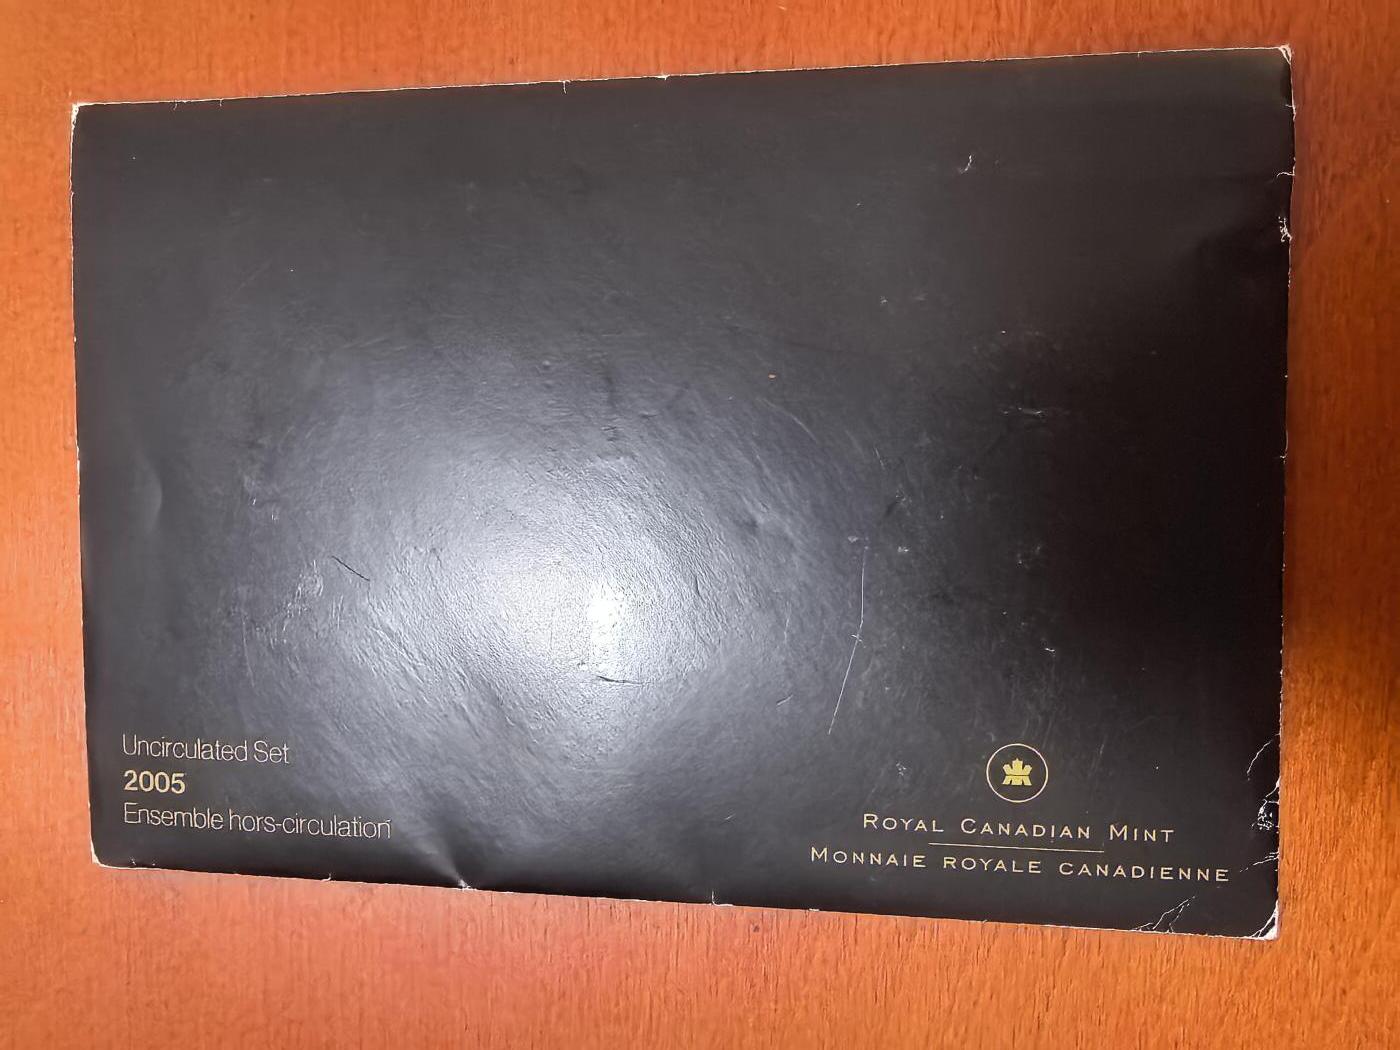 Uncirculated Set
2005
Ensemble hors-circulation
ROYAL CANADIAN MINT
MONNAIE ROYALE CANADIENNE